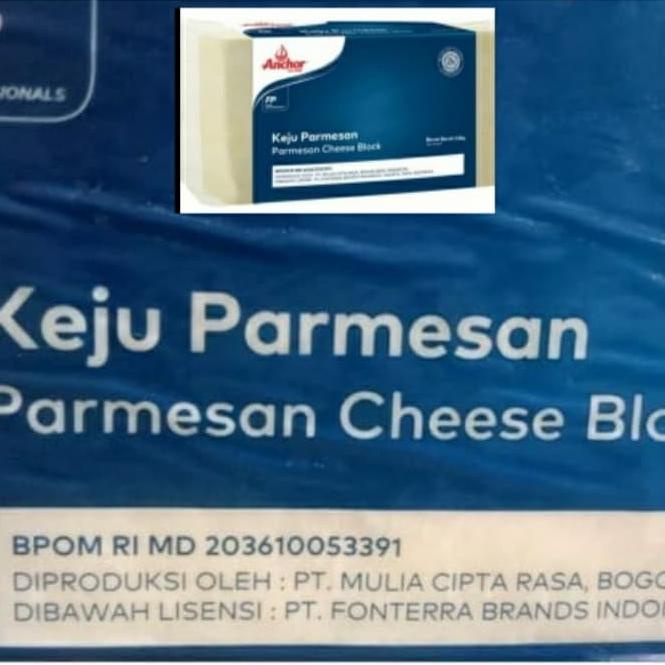 IONALS
Anchor
FP
Keju Parmesan
Parmesan Cheese Block
Keju Parmesan
Parmesan Cheese Blo
BPOM RI MD 203610053391
DIPRODUKSI OLEH : PT. MULIA CIPTA RASA, BOGO
DIBAWAH LISENSI : PT. FONTERRA BRANDS INDO